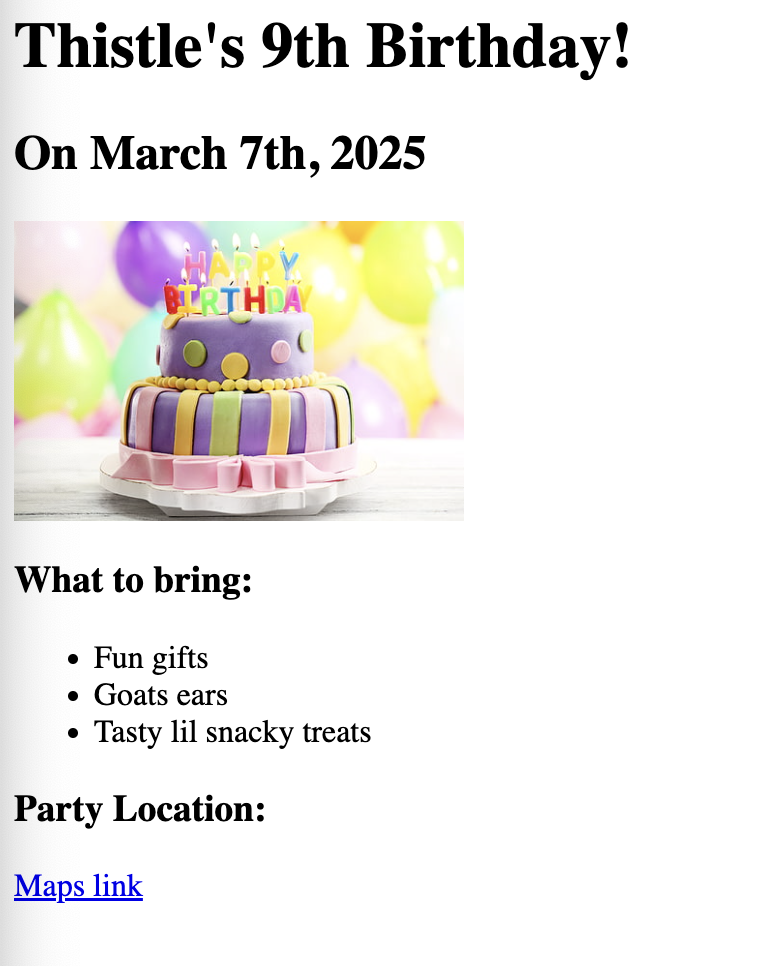 Thistle's 9th Birthday!
On March 7th, 2025
HAPPY
BIRTHDAY
What to bring:
Fun gifts
Goats ears
Tasty lil snacky treats
Party Location:
Maps link